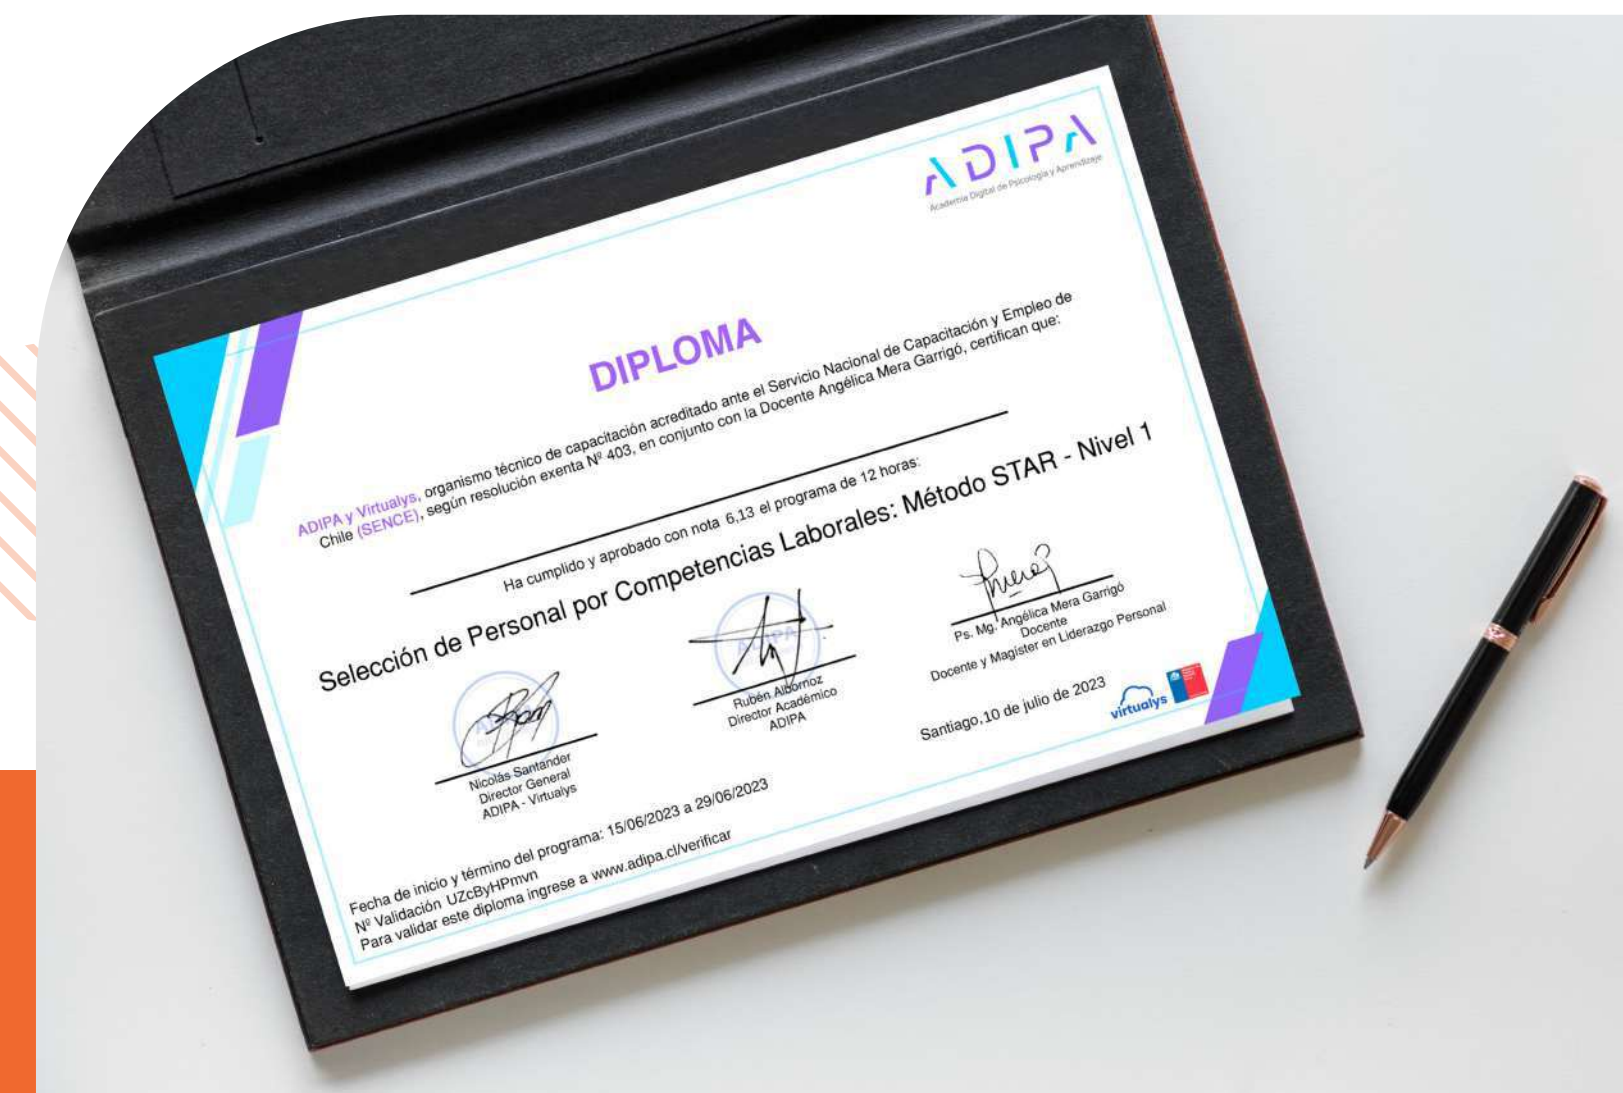 ADIPA
Academia Digital de Psicología y Aprendizaje
DIPLOMA
ADIPA y Virtualys, organismo técnico de capacitación acreditado ante el Servicio Nacional de Capacitación y Empleo de
Chile (SENCE), según resolución exenta Nº 403, en conjunto con la Docente Angélica Mera Garrigó, certifican que:
Ha cumplido y aprobado con nota 6,13 el programa de 12 horas:
Selección de Personal por Competencias Laborales: Método STAR - Nivel 1
Nicolás Santander
Director General
ADIPA - Virtualys
ADIPA
Rubén Albornoz
Director Académico
ADIPA
Ps. Mg. Angélica Mera Garrigó
Docente
Docente y Magister en Liderazgo Personal
Santiago, 10 de julio de 2023
virtualys
Fecha de inicio y término del programa: 15/06/2023 a 29/06/2023
Nº Validación UZcByHPmvn
Para validar este diploma ingrese a www.adipa.cl/verificar